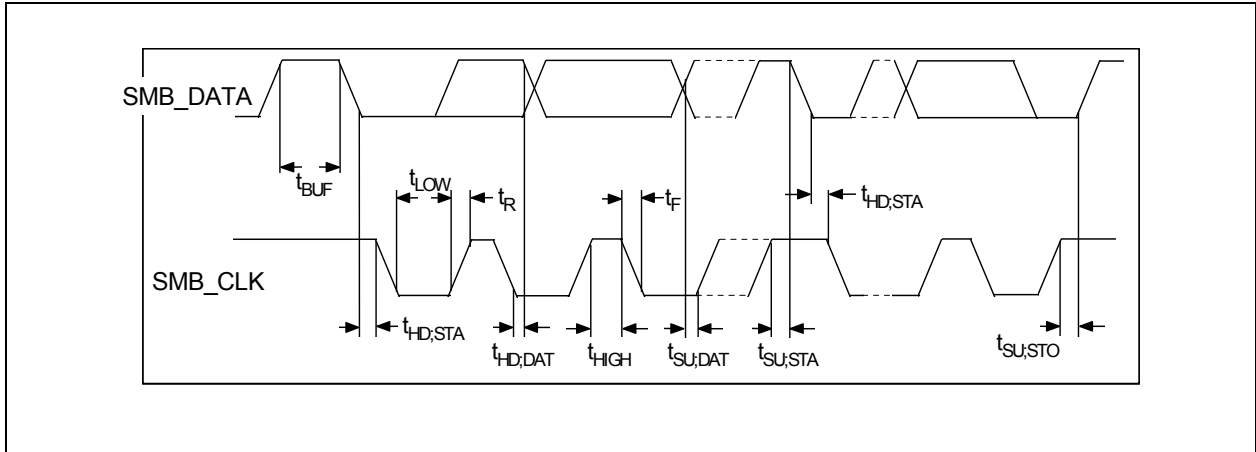 SMB_DATA
tBUF
tLOW
tR
tF
tHD;STA
SMB_CLK
tHD;STA
tHD;DAT
tHIGH
tSU;DAT
tSU;STA
tSU;STO